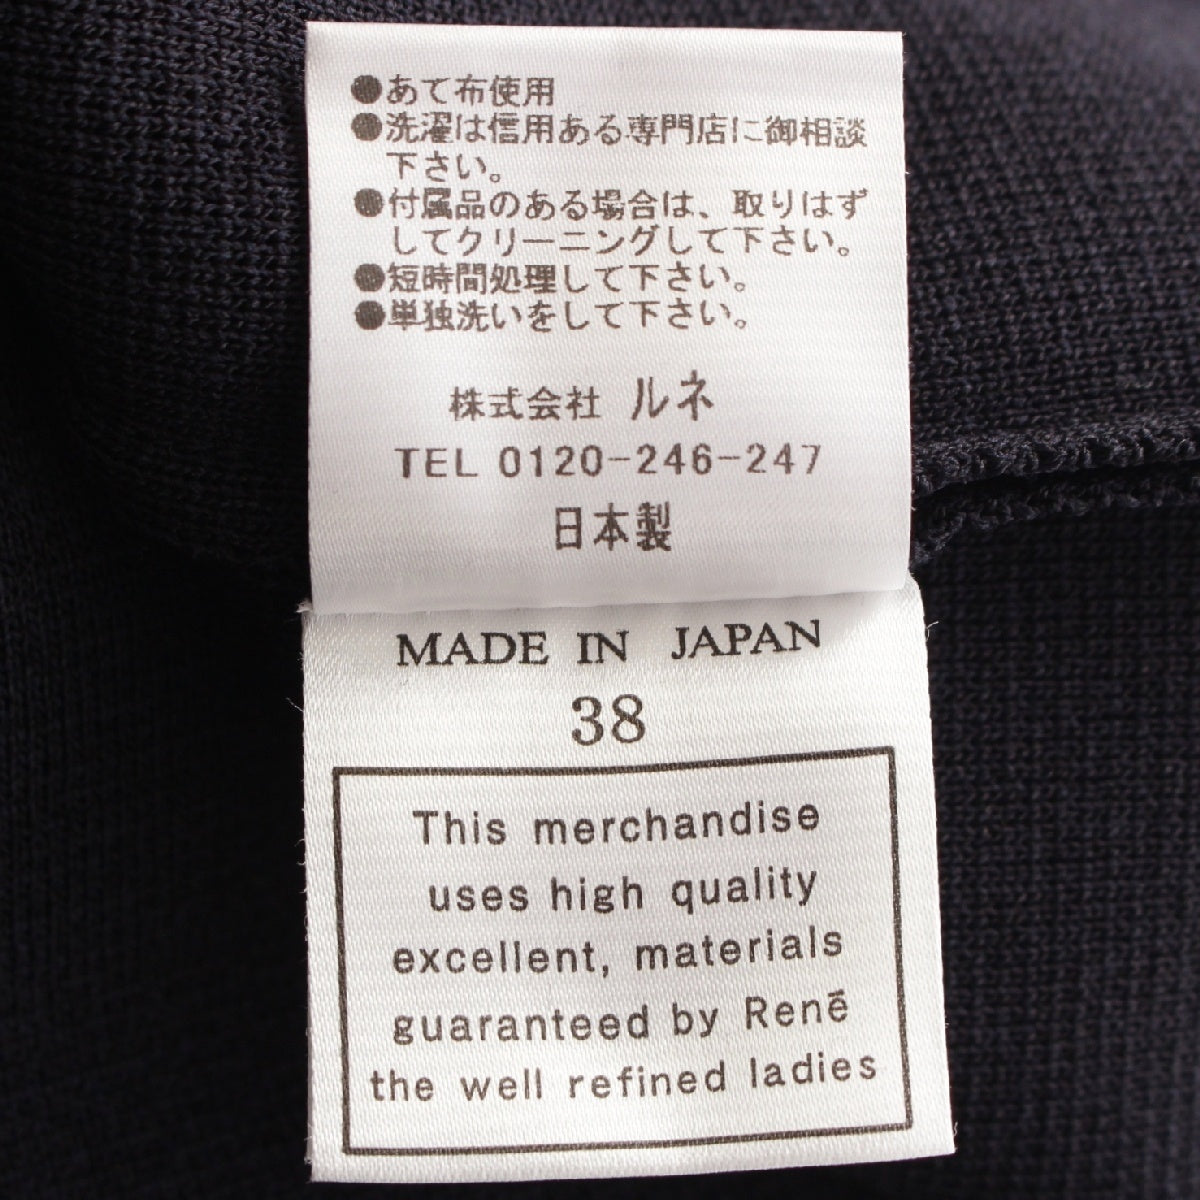 ●あて布使用
●洗濯は信用ある専門店に御相談
下さい。
●付属品のある場合は、取りはず
してクリーニングして下さい。
●短時間処理して下さい。
●単独洗いをして下さい。
株式会社 ルネ
TEL 0120-246-247
日本製
MADE IN JAPAN
38
This merchandise
uses high quality
excellent, materials
guaranteed by Renē
the well refined ladies